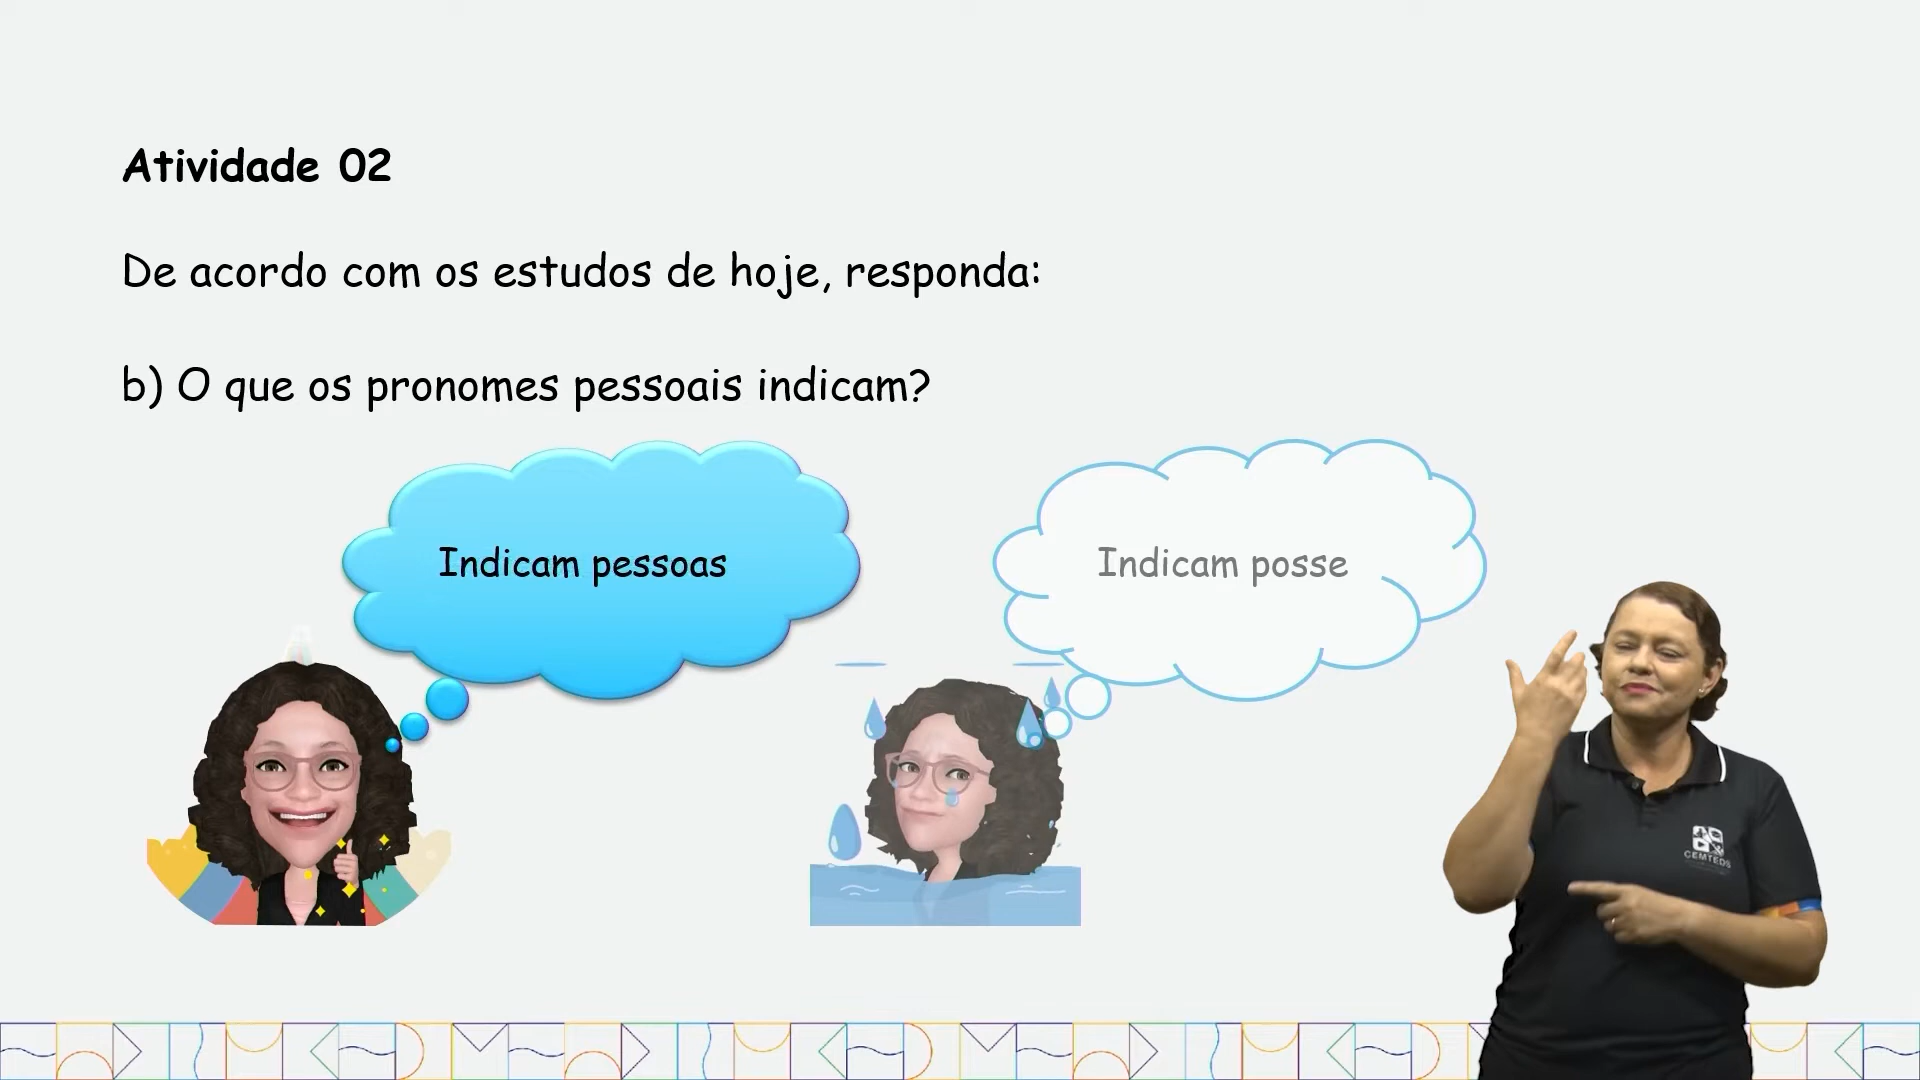 Atividade 02
De acordo com os estudos de hoje, responda:
b) O que os pronomes pessoais indicam?
Indicam pessoas
Indicam posse
CEMTEDS